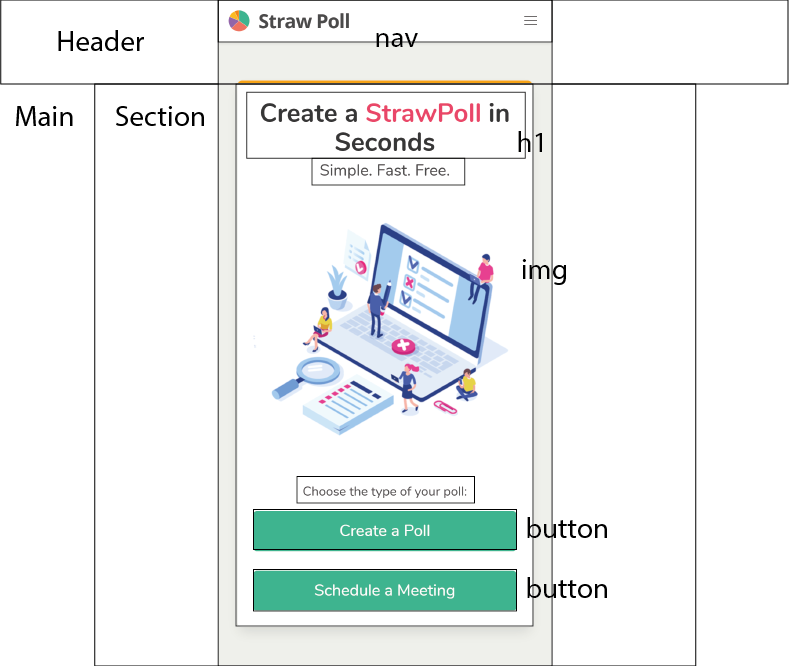 Straw Poll
Header
nav
Main
Section
Create a StrawPoll in
Seconds
h1
Simple. Fast. Free.
img
Choose the type of your poll:
Create a Poll
button
Schedule a Meeting
button